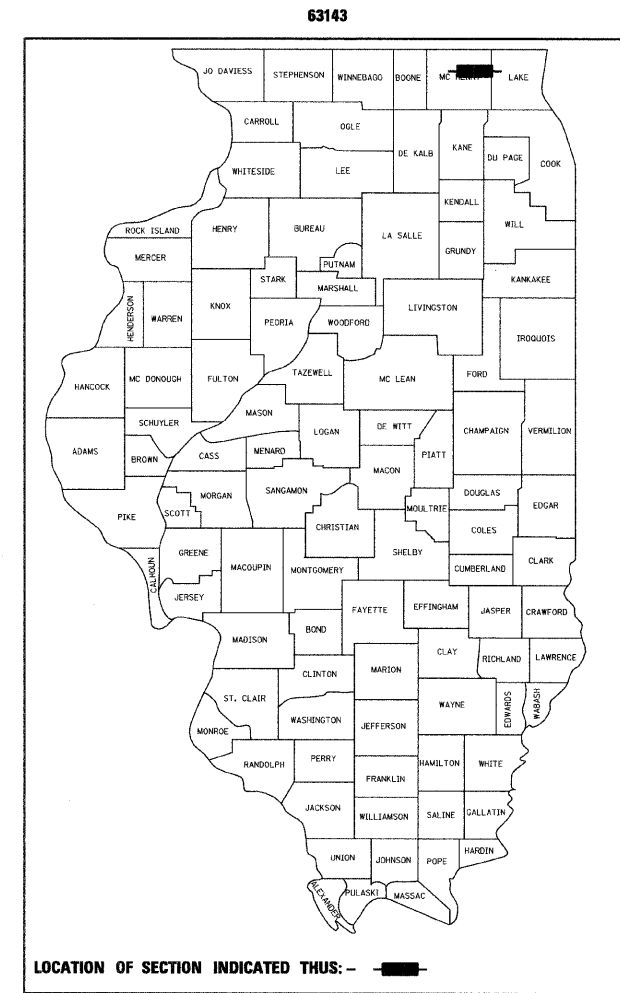 63143
JO DAVIESS STEPHENSON WINNEBAGO BOONE LAKE
CARROLL OGLE
DE KALB KANE DU PAGE COOK
WHITESIDE LEE
KENDALL WILL
ROCK ISLAND HENRY BUREAU LA SALLE
MERCER PUTNAM GRUNDY
STARK MARSHALL KANKAKEE
HENDERSON WARREN KNOX PEORIA WOODFORD LIVINGSTON
IROQUOIS
HANCOCK MC DONOUGH FULTON TAZEWELL MC LEAN FORD
MASON
SCHUYLER LOGAN DE WITT CHAMPAIGN VERMILION
ADAMS BROWN CASS MENARD PIATT
MACON
MORGAN SANGAMON DOUGLAS
PIKE SCOTT CHRISTIAN MOULTRIE EDGAR
COLES
GREENE MACOUPIN MONTGOMERY SHELBY
CALHOUN CUMBERLAND CLARK
JERSEY FAYETTE EFFINGHAM JASPER CRAWFORD
MADISON BOND
CLAY RICHLAND LAWRENCE
CLINTON MARION
ST. CLAIR WAYNE EDWARDS WABASH
WASHINGTON JEFFERSON
MONROE
RANDOLPH PERRY HAMILTON WHITE
FRANKLIN
JACKSON WILLIAMSON SALINE GALLATIN
UNION JOHNSON POPE HARDIN
ALEXANDER PULASKI MASSAC
LOCATION OF SECTION INDICATED THUS: -